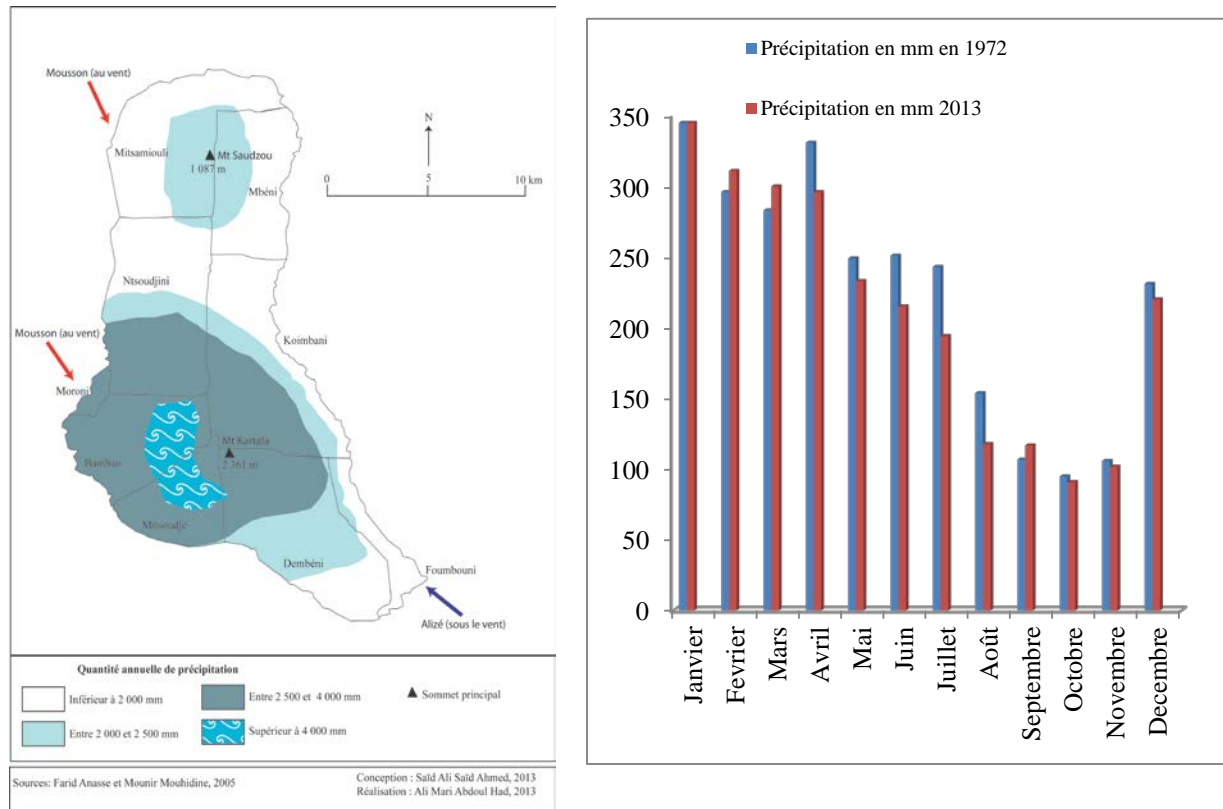 Mousson (au vent)
N
Mitsamiouli
Mt Saudzou
1 087 m
Mbéni
0
5
10 km
Ntsoudjini
Mousson (au vent)
Koimbani
Moroni
Mt Kartala
2 361 m
Bambao
Mitsoudjé
Dembéni
Foumbouni
Alizé (sous le vent)
Quantité annuelle de précipitation
Inférieur à 2 000 mm
Entre 2 500 et 4 000 mm
Sommet principal
Entre 2 000 et 2 500 mm
Supérieur à 4 000 mm
Sources: Farid Anasse et Mounir Mouhidine, 2005
Conception : Saïd Ali Saïd Ahmed, 2013
Réalisation : Ali Mari Abdoul Had, 2013
Précipitation en mm en 1972
Précipitation en mm 2013
350
300
250
200
150
100
50
0
Janvier
Fevrier
Mars
Avril
Mai
Juin
Juillet
Août
Septembre
Octobre
Novembre
Decembre